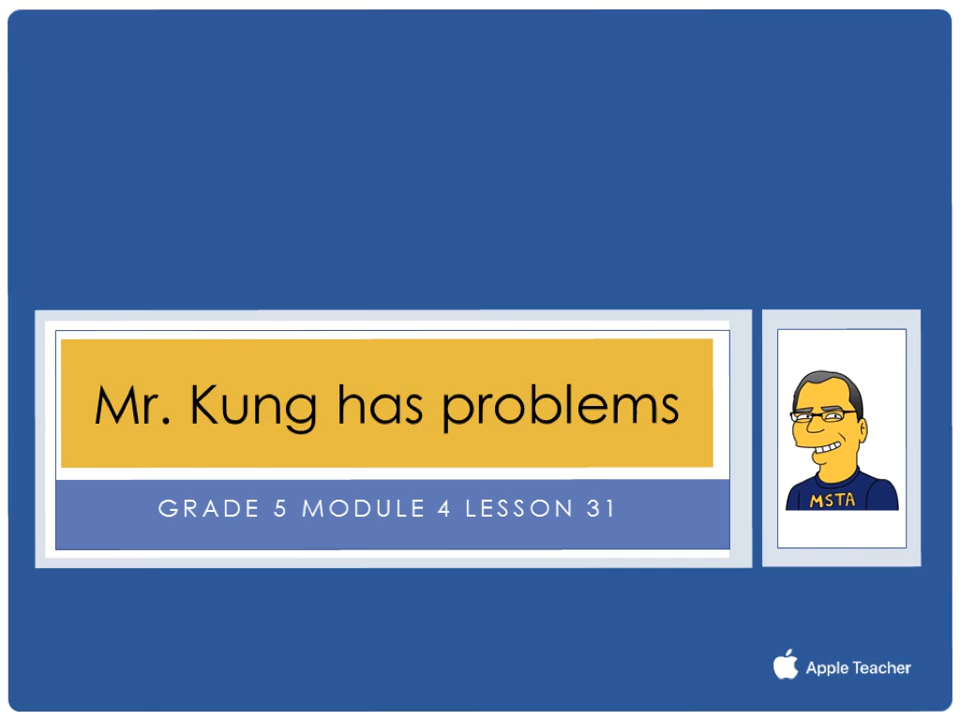 Mr. Kung has problems
GRADE 5 MODULE 4 LESSON 31
MSTA
Apple Teacher